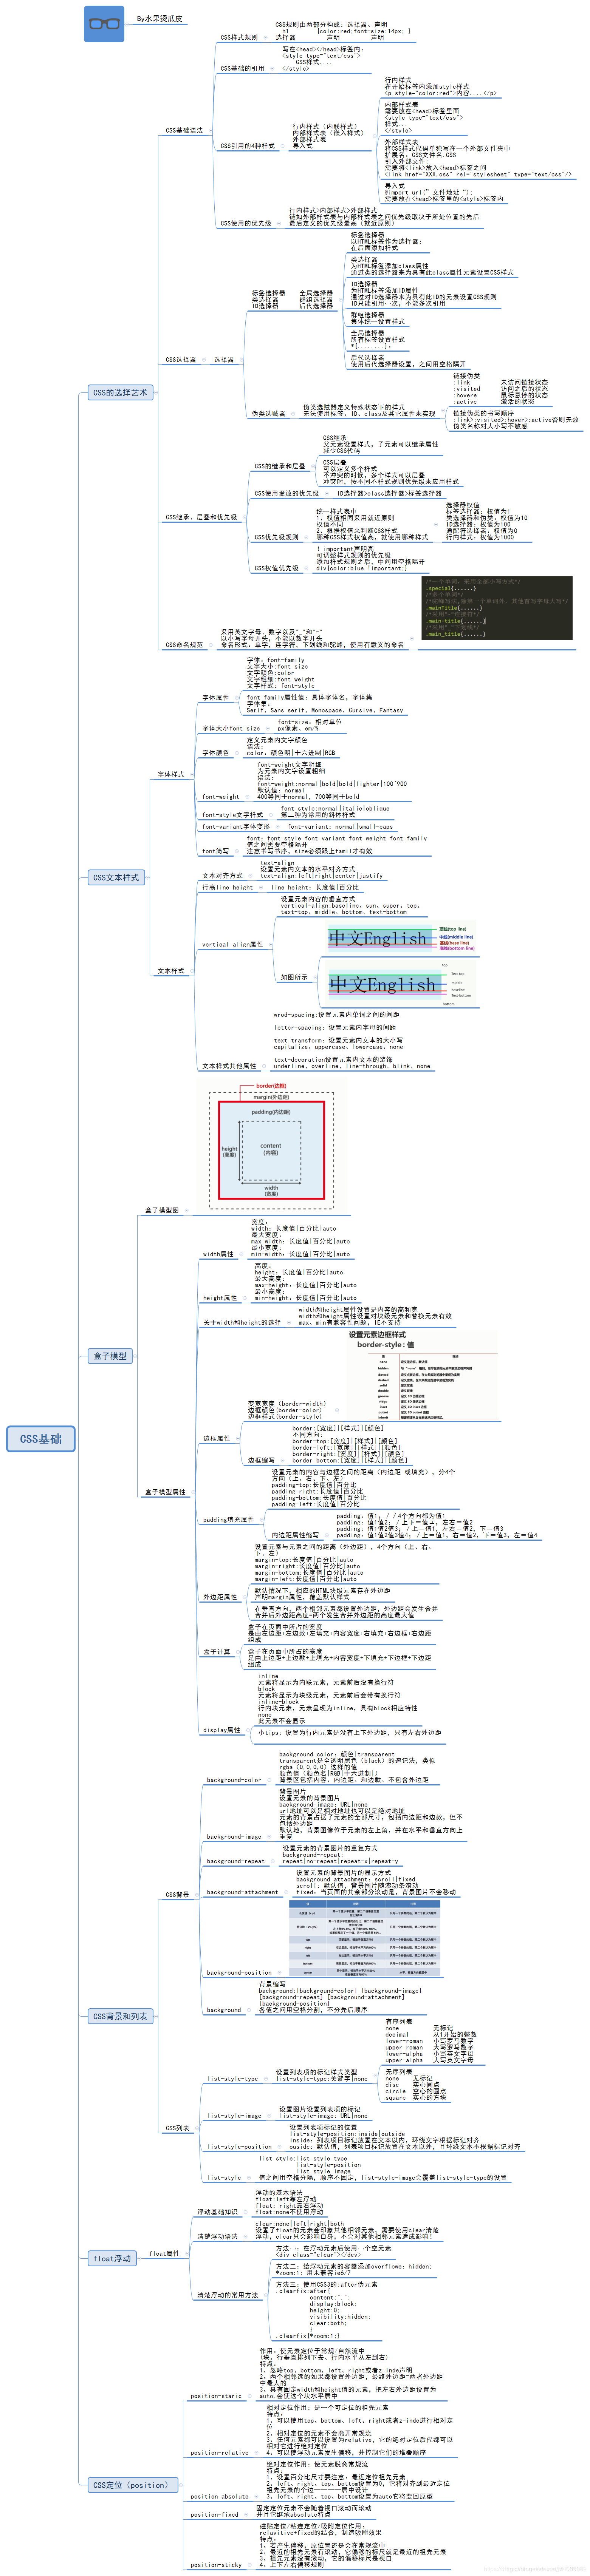 By水果烫瓜皮
CSS基础
CSS的选择艺术
CSS基础语法
CSS样式规则
CSS规则由两部分构成：选择器、声明
h1 {color:red;font-size:14px; }
选择器 声明 声明
CSS基础的引用
写在<head></head>标签内：
<style type="text/css">
CSS样式....
</style>
CSS引用的4种样式
行内样式（内联样式）
内部样式表（嵌入样式）
外部样式表
导入式
行内样式
在开始标签内添加style样式
<p style="color:red">内容....</p>
内部样式表
需要放在<head>标签里面
<style type="text/css">
样式...
</style>
外部样式表
将CSS样式代码单独写在一个外部文件夹中
扩展名：CSS文件名.CSS
引入外部文件：
需要将<link>放入<head>标签之间
<link href="XXX.css" rel="stylesheet" type="text/css"/>
导入式
@import url(”文件地址“);
需要放在<head>标签里的<style>标签内
CSS使用的优先级
行内样式>内部样式>外部样式
链如外部样式表与内部样式表之间优先级取决于所处位置的先后
最后定义的优先级最高（就近原则）
CSS选择器
选择器
标签选择器 全局选择器
类选择器 群组选择器
ID选择器 后代选择器
标签选择器
以HTML标签作为选择器；
在后面添加样式
类选择器
为HTML标签添加class属性
通过类的选择器来为具有此class属性元素设置CSS样式
ID选择器
为HTML标签添加ID属性
通过对ID选择器来为具有此ID的元素设置CSS规则
ID只能引用一次，不能多次引用
群组选择器
集体统一设置样式
全局选择器
所有标签设置样式
*{.......}；
后代选择器
使用后代选择器设置，之间用空格隔开
伪类选贼器
伪类选贼器定义特殊状态下的样式
无法使用标签、ID、class及其它属性来实现
链接伪类
:link 未访问链接状态
:visited 访问之后的状态
:hovere 鼠标悬停的状态
:active 激活的状态
链接伪类的书写顺序
:link>:visited>:hover>:active否则无效
伪类名称对大小写不敏感
CSS继承、层叠和优先级
CSS的继承和层叠
CSS继承
父元素设置样式，子元素可以继承属性
减少CSS代码
CSS层叠
可以定义多个样式
不冲突的时候，多个样式可以层叠
冲突时，按不同不样式规则优先级来应用样式
CSS使用发放的优先级
ID选择器>class选择器>标签选择器
CSS优先级规则
统一样式表中
1、权值相同采用就近原则
权值不同
2、根据权值来判断CSS样式
哪种CSS样式权值高，就使用哪种样式
选择器权值
标签选择器：权值为1
类选择器和伪类：权值为10
ID选择器：权值为100
通配符选择器：权值为0
行内样式：权值为1000
CSS权值优先级
！important声明高
可调整样式规则的优先级
添加样式规则之后，中间用空格隔开
div{color:blue !important;}
CSS命名规范
采用英文字母、数字以及"_"和"-"
以小写字母开头，不能以数字开头
命名形式：单字，连字符，下划线和驼峰，使用有意义的命名
.special{......}
.mainTitle{......}
.main-title{......}
.main_title{......}
CSS文本样式
字体样式
字体属性
字体：font-family
文字大小:font-size
文字颜色:color
文字粗细:font-weight
文字样式：font-style
font-family属性值：具体字体名，字体集
字体集：
Serif、Sans-serif、Monospace、Cursive、Fantasy
字体大小font-size
font-size：相对单位
px像素、em/%
字体颜色
定义元素内文字颜色
语法：
color：颜色明|十六进制|RGB
font-weight
font-weight文字粗细
为元素内文字设置粗细
语法：
font-weight:normal|bold|bold|lighter|100~900
默认值：normal
400等同于normal，700等同于bold
font-style文字样式
font-style:normal|italic|oblique
第二种为常用的斜体样式
font-variant字体变形
font-variant：normal|small-caps
font简写
font：font-style font-variant font-weight font-family
值之间需要空格隔开
注意书写书序，size必须跟上famil才有效
文本样式
文本对齐方式
text-align
设置元素内文本的水平对齐方式
text-align:left|right|center|justify
行高line-height
line-height：长度值|百分比
vertical-align属性
设置元素内容的垂直方式
vertical-align:baseline、sun、super、top、
text-top、middle、bottom、text-bottom
如图所示
中文English
顶线(top line)
中线(middle line)
基线(base line)
底线(bottom line)
中文English
top
Text top
middle
baseline
Text bottom
bottom
文本样式其他属性
wrod-spacing:设置元素内单词之间的间距
letter-spacing：设置元素内字母的间距
text-transform：设置元素内文本的大小写
capitalize、uppercase、lowercase、none
text-decoration设置元素内文本的装饰
underline、overline、line-through、blink、none
盒子模型
盒子模型图
border(边框)
margin(外边距)
padding(内边距)
height
(高度)
content
(内容)
width
(宽度)
盒子模型属性
width属性
宽度：
width：长度值|百分比|auto
最大宽度：
max-width：长度值|百分比|auto
最小宽度：
min-width：长度值|百分比|auto
height属性
高度：
height：长度值|百分比|auto
最大高度：
max-height：长度值|百分比|auto
最小高度：
min-height：长度值|百分比|auto
关于width和height的选择
width和height属性设置是内容的高和宽
width和height属性设置对块级元素和替换元素有效
max、min有兼容性问题，IE不支持
边框属性
变宽宽度（border-width）
边框颜色(border-color)
边框样式(border-style)
设置元素边框样式
border-style : 值
边框缩写
border:[宽度][样式][颜色]
不同方向，
border-top:[宽度][样式][颜色]
border-left:[宽度][样式][颜色]
border-right:[宽度][样式][颜色]
border-bottom:[宽度][样式][颜色]
padding填充属性
设置元素的内容与边框之间的距离（内边距 或填充），分4个
方向（上、右、下、左）
padding-top:长度值|百分比
padding-right:长度值|百分比
padding-bottom:长度值|百分比
padding-left:长度值|百分比
内边距属性缩写
padding：值1；//4个方向都为值1
padding：值1值2；/上下=值１，左右=值2
padding：值1值2值3；/上=值1，左右=值2，下=值3
padding：值1值2值3值4；/上=值1，右=值2，下=值3，左=值4
外边距属性
设置元素与元素之间的距离（外边距），4个方向（上、右、
下、左）
margin-top:长度值|百分比|auto
margin-right:长度值|百分比|auto
margin-bottom:长度值|百分比|auto
margin-left:长度值|百分比|auto
默认情况下，相应的HTML块级元素存在外边距
声明margin属性，覆盖默认样式
在垂直方向，两个相邻元素都设置外边距，外边距会发生合并
合并后外边距高度=两个发生合并外边距的高度最大值
盒子计算
盒子在页面中所占的宽度
是由左边距+左边款+左填充+内容宽度+右填充+右边框+右边距
组成
盒子在页面中所占的高度
是由上边距+上边款+上填充+内容宽度+下填充+下边框+下边距
组成
display属性
inline
元素将显示为内联元素，元素前后没有换行符
block
元素将显示为块级元素，元素前后会带有换行符
inline-block
行内块元素，元素呈现为inline，具有block相应特性
none
此元素不会显示
小tips：设置为行内元素是没有上下外边距，只有左右外边距
CSS背景和列表
CSS背景
background-color
background-color：颜色|transparent
transparent是全透明黑色（black）的速记法，类似
rgba（0,0,0,0）这样的值
颜色值（颜色名|RGB|十六进制|）
背景区包括内容、内边距、和边款、不包含外边距
background-image
背景图片
设置元素的背景图片
background-image：URL|none
url地址可以是相对地址也可以是绝对地址
元素的背景占据了元素的全部尺寸，包括内边距和边款，但不
包括外边距
默认地，背景图像位于元素的左上角，并在水平和垂直方向上
重复
background-repeat
设置元素的背景图片的重复方式
background-repeat：
repeat|no-repeat|repeat-x|repeat-y
background-attachment
设置元素的背景图片的显示方式
background-attachment：scroll|fixed
scroll：默认值，背景图片随滚动条滚动
fixed：当页面的其余部分滚动是，背景图片不会移动
background-position
background
背景缩写
background:[background-color] [background-image]
[background-repeat] [background-attachment]
[background-position]
各值之间用空格分割，不分先后顺序
CSS列表
list-style-type
设置列表项的标记样式类型
list-style-type:关键字|none
有序列表
none 无标记
decimal 从1开始的整数
lower-roman 小写罗马数字
upper-roman 大写罗马数字
lower-alpha 小写英文字母
upper-alpha 大写英文字母
无序列表
none 无标记
disc 实心圆点
circle 空心的圆点
square 实心的方块
list-style-image
设置图片设置列表项的标记
list-style-image：URL|none
list-style-position
设置列表项标记的位置
list-style-position:inside|outside
inside：列表项目标记放置在文本以内，环绕文字根据标记对齐
ouside：默认值，列表项目标记放置在文本以外，且环绕文本不根据标记对齐
list-style
list-style:list-style-type
list-style-position
list-style-image
值之间用空格分隔，顺序不固定，list-style-image会覆盖list-style-type的设置
float浮动
float属性
浮动基础知识
浮动的基本语法
float:left靠左浮动
float：right靠右浮动
float:none不使用浮动
清楚浮动语法
clear:none|left|right|both
设置了float的元素会印象其他相邻元素，需要使用clear清楚
浮动，clear只会影响自身，不会对其他相邻元素造成影响！
清楚浮动的常用方法
方法一：在浮动元素后使用一个空元素
<div class="clear"></dev>
方法二：给浮动元素的容器添加overflowe：hidden;
*zoom:1; 用来兼容ie6/7
方法三：使用CSS3的:after伪元素
.clearfix:after{
content:".";
display:block;
height:0;
visibility:hidden;
clear:both;
}
.clearfix{*zoom:1;}
CSS定位（position）
position-staric
作用：使元素定位于常规/自然流中
(块、行垂直排列下去、行内水平从左到右)
特点：
1、忽略top、bottom、left、right或者z-inde声明
2、两个相邻远的如果都设置外边距，最终外边距=两者外边距
中最大的
3、具有固定width和height值的元素，把左右外边距设置为
auto,会使这个块水平居中
position-relative
相对定位作用：是一个可定位的祖先元素
特点：
1、可以使用top、bottom、left、right或者z-inde进行相对定
位
2、相对定位的元素不会离开常规流
3、任何元素都可以设置为relative，它的绝对定位后代都可以
相对它进行绝对定位
4、可以使浮动元素发生偏移，并控制它们的堆叠顺序
position-absolute
绝对定位作用：使元素脱离常规流
特点：
1、设置百分比尺寸要注意：最近定位祖先元素
2、left、right、top、bottom设置为0，它将对齐到最近定位
祖先元素的个边————居中设计
3、left、right、top、bottom设置为auto它将变回原型
position-fixed
固定定位元素不会随着视口滚动而滚动
并且它继承absolute特点
position-sticky
磁贴定位/粘通定位/吸附定位作用：
relavitive+fixed的结合，制造吸附效果
特点：
1、若产生偏移，原位置还是会在常规流中
2、最近的祖先元素有滚动，它偏移的标尺就是最近的祖先元素
3、祖先元素没有滚动，它的偏移标尺是视口
4、上下左右偏移规则